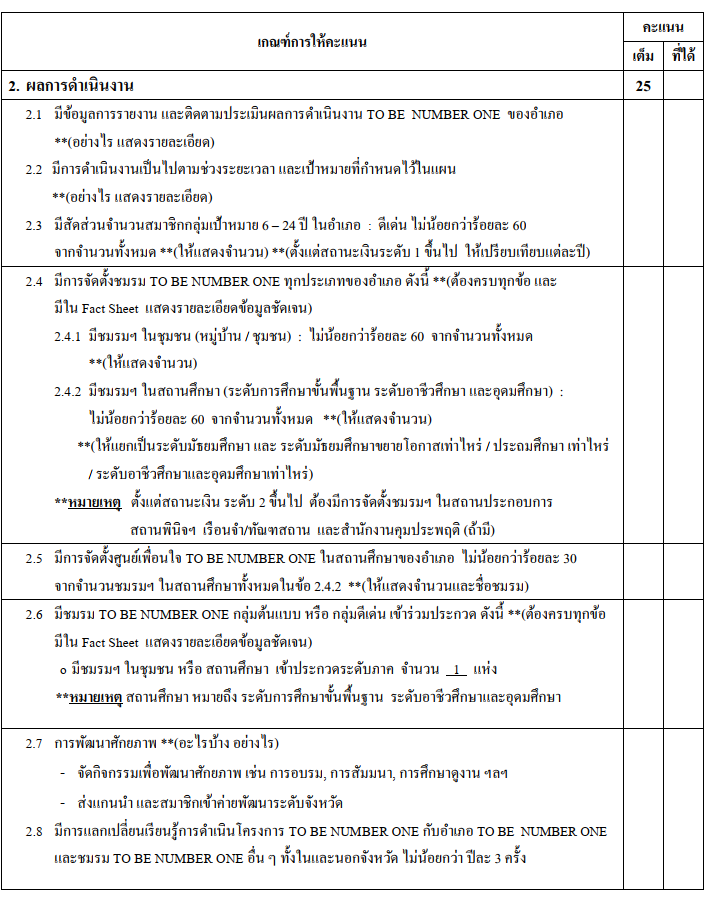 เกณฑ์การให้คะแนน
คะแนน
เต็ม
ที่ได้
2. ผลการดำเนินงาน 25
2.1 มีข้อมูลการรายงาน และติดตามประเมินผลการดำเนินงาน TO BE NUMBER ONE ของอำเภอ
**(อย่างไร แสดงรายละเอียด)
2.2 มีการดำเนินงานเป็นไปตามช่วงระยะเวลา และเป้าหมายที่กำหนดไว้ในแผน
**(อย่างไร แสดงรายละเอียด)
2.3 มีสัดส่วนจำนวนสมาชิกกลุ่มเป้าหมาย 6 – 24 ปี ในอำเภอ : ดีเด่น ไม่น้อยกว่าร้อยละ 60
จากจำนวนทั้งหมด **(ให้แสดงจำนวน) **(ตั้งแต่สถานะเงินระดับ 1 ขึ้นไป ให้เปรียบเทียบแต่ละปี)
2.4 มีการจัดตั้งชมรม TO BE NUMBER ONE ทุกประเภทของอำเภอ ดังนี้ **(ต้องครบทุกข้อ และ
มีใน Fact Sheet แสดงรายละเอียดข้อมูลชัดเจน)
2.4.1 มีชมรมฯ ในชุมชน (หมู่บ้าน / ชุมชน) : ไม่น้อยกว่าร้อยละ 60 จากจำนวนทั้งหมด
**(ให้แสดงจำนวน)
2.4.2 มีชมรมฯ ในสถานศึกษา (ระดับการศึกษาขั้นพื้นฐาน ระดับอาชีวศึกษา และอุดมศึกษา) :
ไม่น้อยกว่าร้อยละ 60 จากจำนวนทั้งหมด **(ให้แสดงจำนวน)
**(ให้แยกเป็นระดับมัธยมศึกษา และ ระดับมัธยมศึกษาขยายโอกาสเท่าไหร่ / ประถมศึกษา เท่าไหร่
/ ระดับอาชีวศึกษาและอุดมศึกษาเท่าไหร่)
**หมายเหตุ ตั้งแต่สถานะเงิน ระดับ 2 ขึ้นไป ต้องมีการจัดตั้งชมรมฯ ในสถานประกอบการ
สถานพินิจฯ เรือนจำ/ทัณฑสถาน และสำนักงานคุมประพฤติ (ถ้ามี)
2.5 มีการจัดตั้งศูนย์เพื่อนใจ TO BE NUMBER ONE ในสถานศึกษาของอำเภอ ไม่น้อยกว่าร้อยละ 30
จากจำนวนชมรมฯ ในสถานศึกษาทั้งหมดในข้อ 2.4.2 **(ให้แสดงจำนวนและชื่อชมรม)
2.6 มีชมรม TO BE NUMBER ONE กลุ่มต้นแบบ หรือ กลุ่มดีเด่น เข้าร่วมประกวด ดังนี้ **(ต้องครบทุกข้อ
มีใน Fact Sheet แสดงรายละเอียดข้อมูลชัดเจน)
o มีชมรมฯ ในชุมชน หรือ สถานศึกษา เข้าประกวดระดับภาค จำนวน 1 แห่ง
**หมายเหตุ สถานศึกษา หมายถึง ระดับการศึกษาขั้นพื้นฐาน ระดับอาชีวศึกษาและอุดมศึกษา
2.7 การพัฒนาศักยภาพ **(อะไรบ้าง อย่างไร)
- จัดกิจกรรมเพื่อพัฒนาศักยภาพ เช่น การอบรม, การสัมมนา, การศึกษาดูงาน ฯลฯ
- ส่งแกนนำ และสมาชิกเข้าค่ายพัฒนาระดับจังหวัด
2.8 มีการแลกเปลี่ยนเรียนรู้การดำเนินโครงการ TO BE NUMBER ONE กับอำเภอ TO BE NUMBER ONE
และชมรม TO BE NUMBER ONE อื่น ๆ ทั้งในและนอกจังหวัด ไม่น้อยกว่า ปีละ 3 ครั้ง